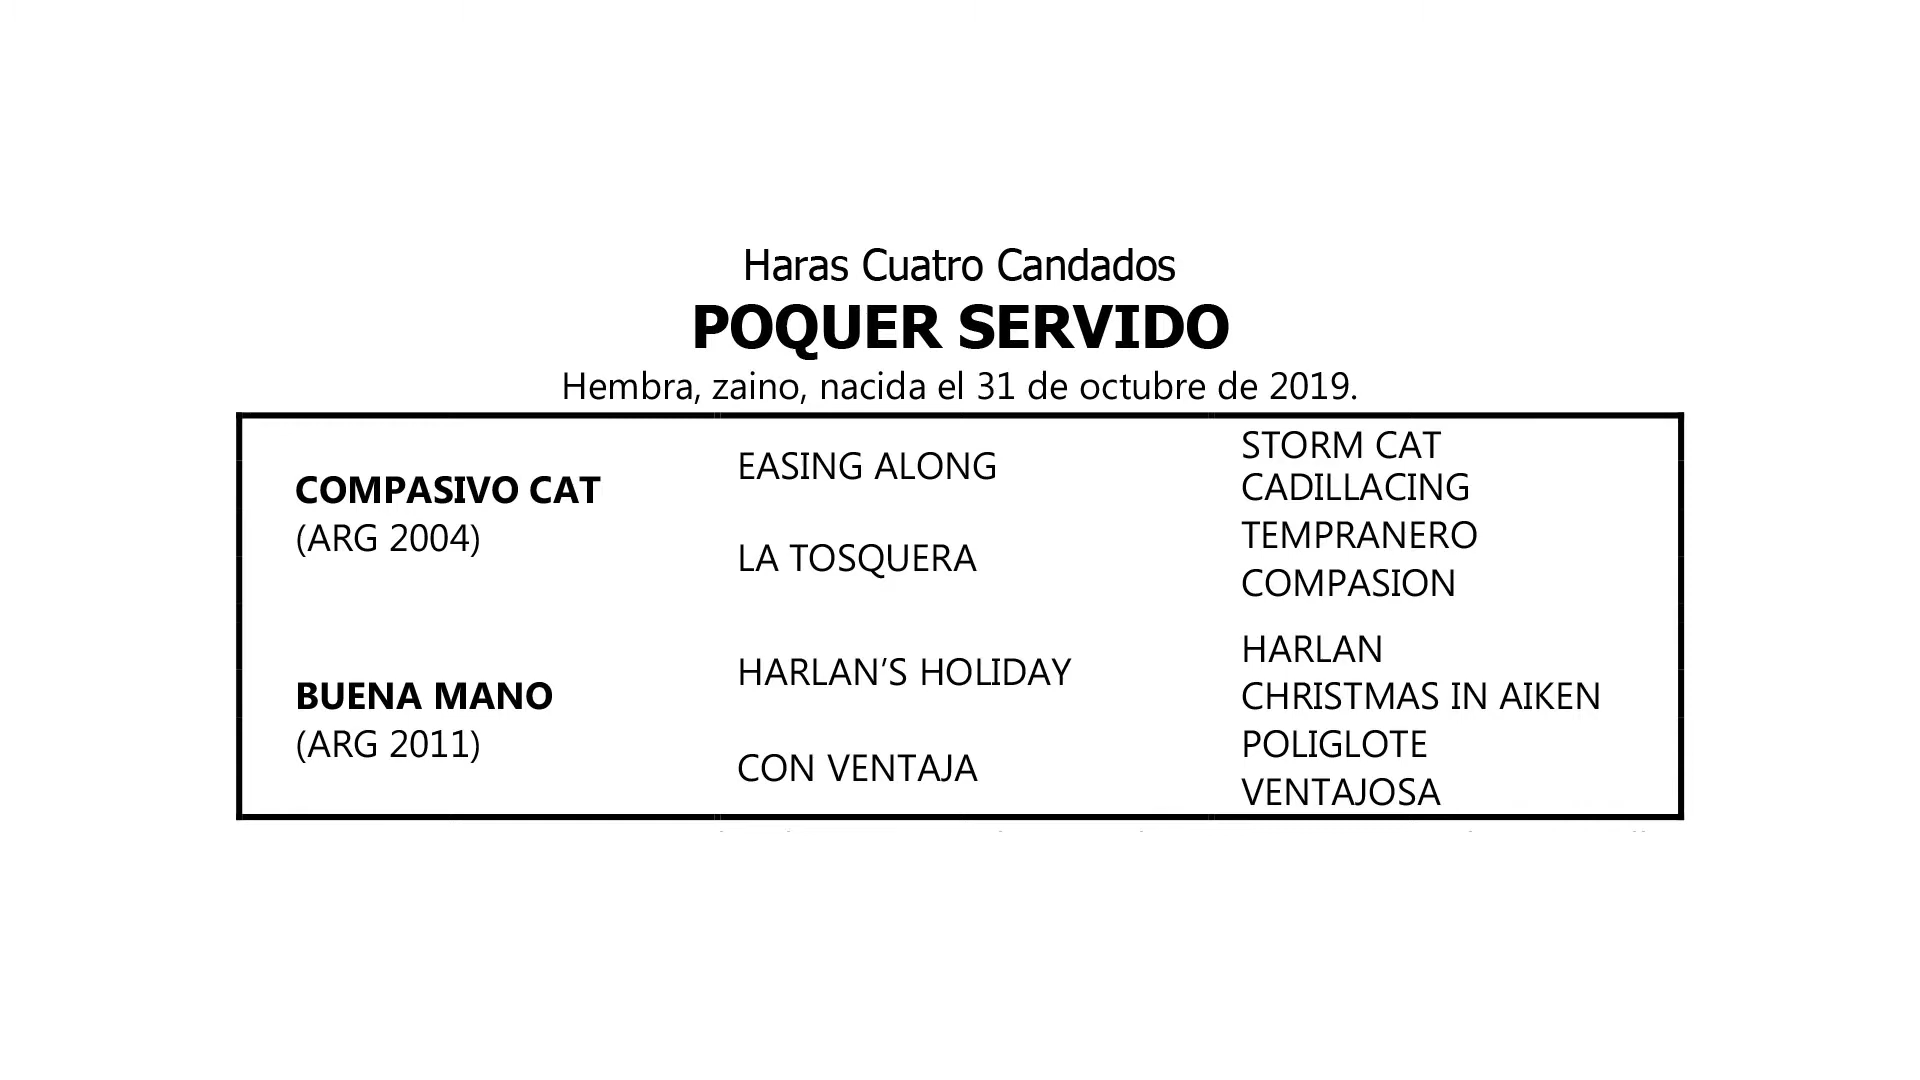 Haras Cuatro Candados
POQUER SERVIDO
Hembra, zaino, nacida el 31 de octubre de 2019.
COMPASIVO CAT
(ARG 2004)
EASING ALONG
LA TOSQUERA
STORM CAT
CADILLACING
TEMPRANERO
COMPASION
BUENA MANO
(ARG 2011)
HARLAN’S HOLIDAY
CON VENTAJA
HARLAN
CHRISTMAS IN AIKEN
POLIGLOTE
VENTAJOSA